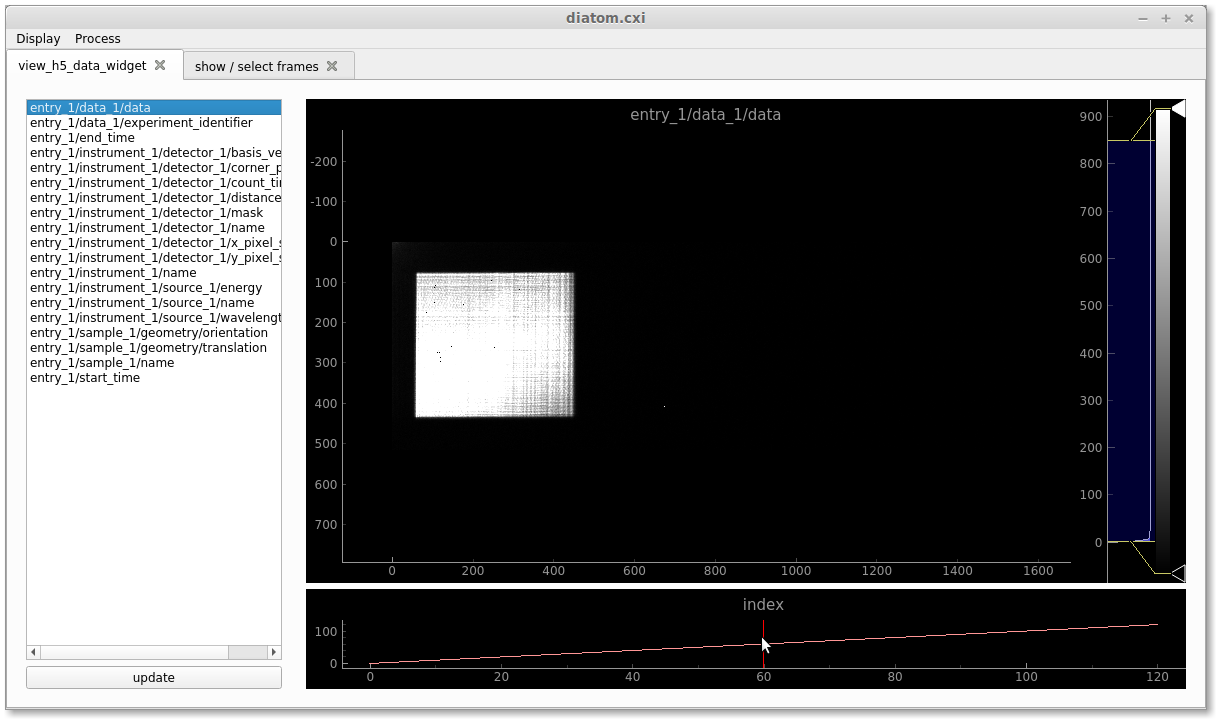 diatom.cxi
Display Process
view_h5_data_widget show / select frames
entry_1/data_1/data
entry_1/data_1/experiment_identifier
entry_1/end_time
entry_1/instrument_1/detector_1/basis_ve
entry_1/instrument_1/detector_1/corner_p
entry_1/instrument_1/detector_1/count_ti
entry_1/instrument_1/detector_1/distance
entry_1/instrument_1/detector_1/mask
entry_1/instrument_1/detector_1/name
entry_1/instrument_1/detector_1/x_pixel_s
entry_1/instrument_1/detector_1/y_pixel_s
entry_1/instrument_1/name
entry_1/instrument_1/source_1/energy
entry_1/instrument_1/source_1/name
entry_1/instrument_1/source_1/wavelengt
entry_1/sample_1/geometry/orientation
entry_1/sample_1/geometry/translation
entry_1/sample_1/name
entry_1/start_time
update
entry_1/data_1/data
-200
-100
0
100
200
300
400
500
600
700
0 200 400 600 800 1000 1200 1400 1600
900
800
700
600
500
400
300
200
100
0
index
100
0
0 20 40 60 80 100 120